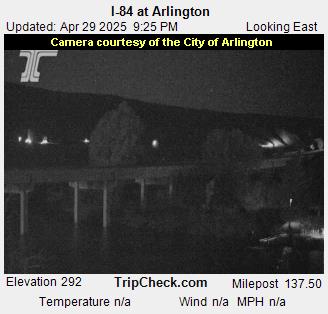 I-84 at Arlington
Updated: Apr 29 2025 9:25 PM Looking East
Camera courtesy of the City of Arlington
Elevation 292 TripCheck.com Milepost 137.50
Temperature n/a Wind n/a MPH n/a